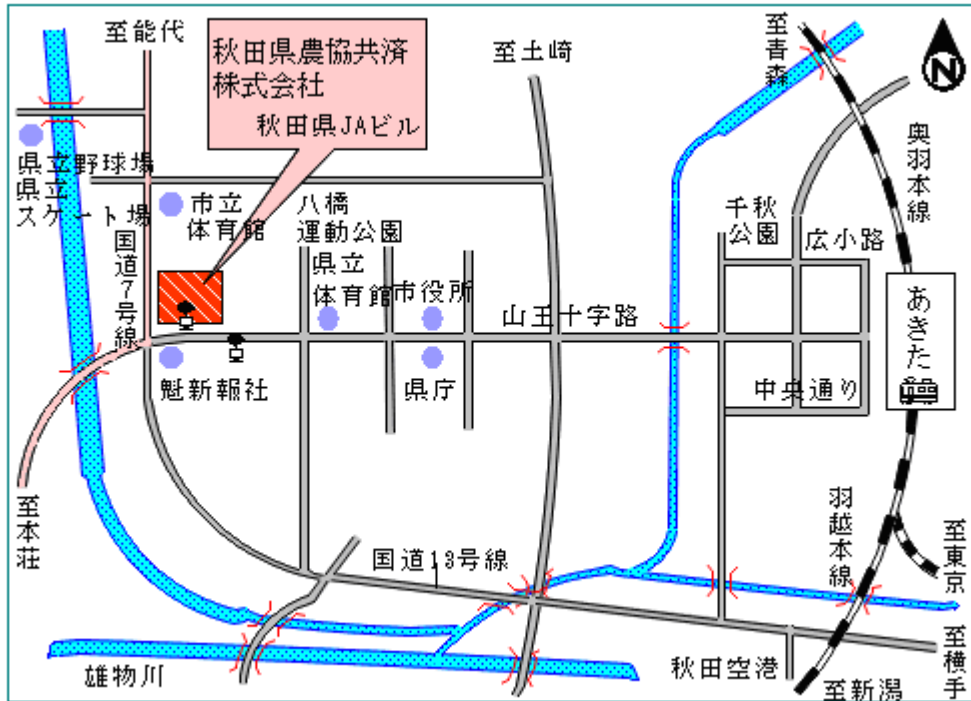 至能代
秋田県農協共済
株式会社
秋田県JAビル
至土崎
至青森
N
奥羽本線
県立野球場
県立
スケート場
市立
体育館
八橋
運動公園
県立
体育館
国道7号線
市役所
山王十字路
千秋
公園
広小路
あきた
魁新報社
県庁
中央通り
至本荘
国道13号線
羽越本線
至東京
至横手
雄物川
秋田空港
至新潟